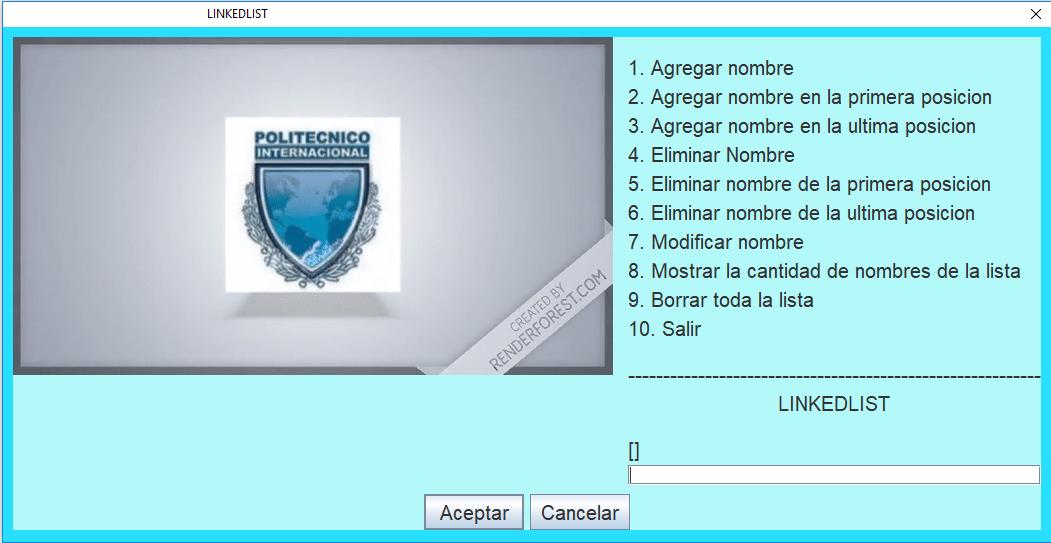 LINKEDLIST
POLITECNICO
INTERNACIONAL
CREATED BY
RENDERFOREST.COM
1. Agregar nombre
2. Agregar nombre en la primera posicion
3. Agregar nombre en la ultima posicion
4. Eliminar Nombre
5. Eliminar nombre de la primera posicion
6. Eliminar nombre de la ultima posicion
7. Modificar nombre
8. Mostrar la cantidad de nombres de la lista
9. Borrar toda la lista
10. Salir
-----------------------------------------------------------
LINKEDLIST
[]
Aceptar
Cancelar